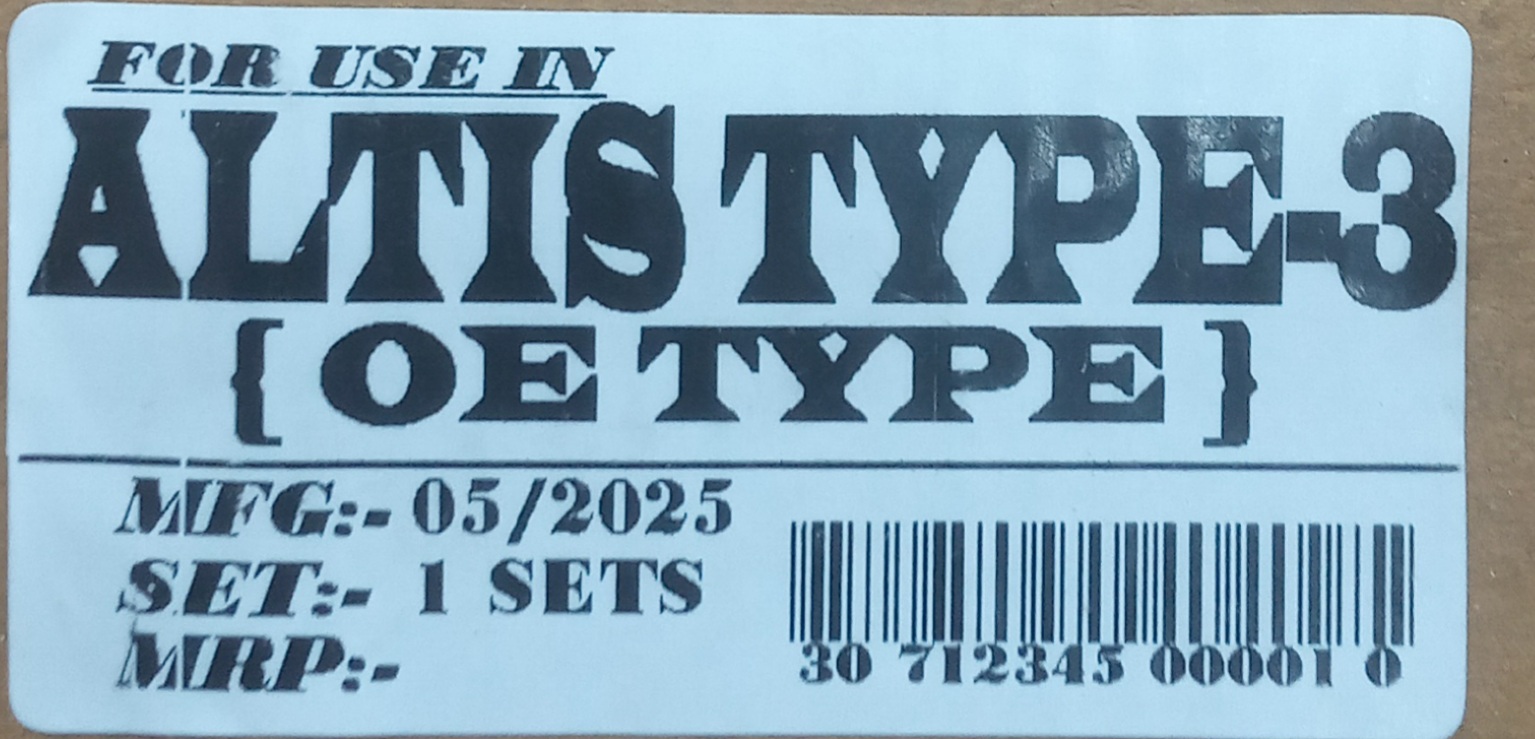 FOR USE IN
ALTIS TYPE-3
{ OE TYPE }
MFG:- 05/2025
SET:- 1 SETS
MRP:-
30 712345 00001 0